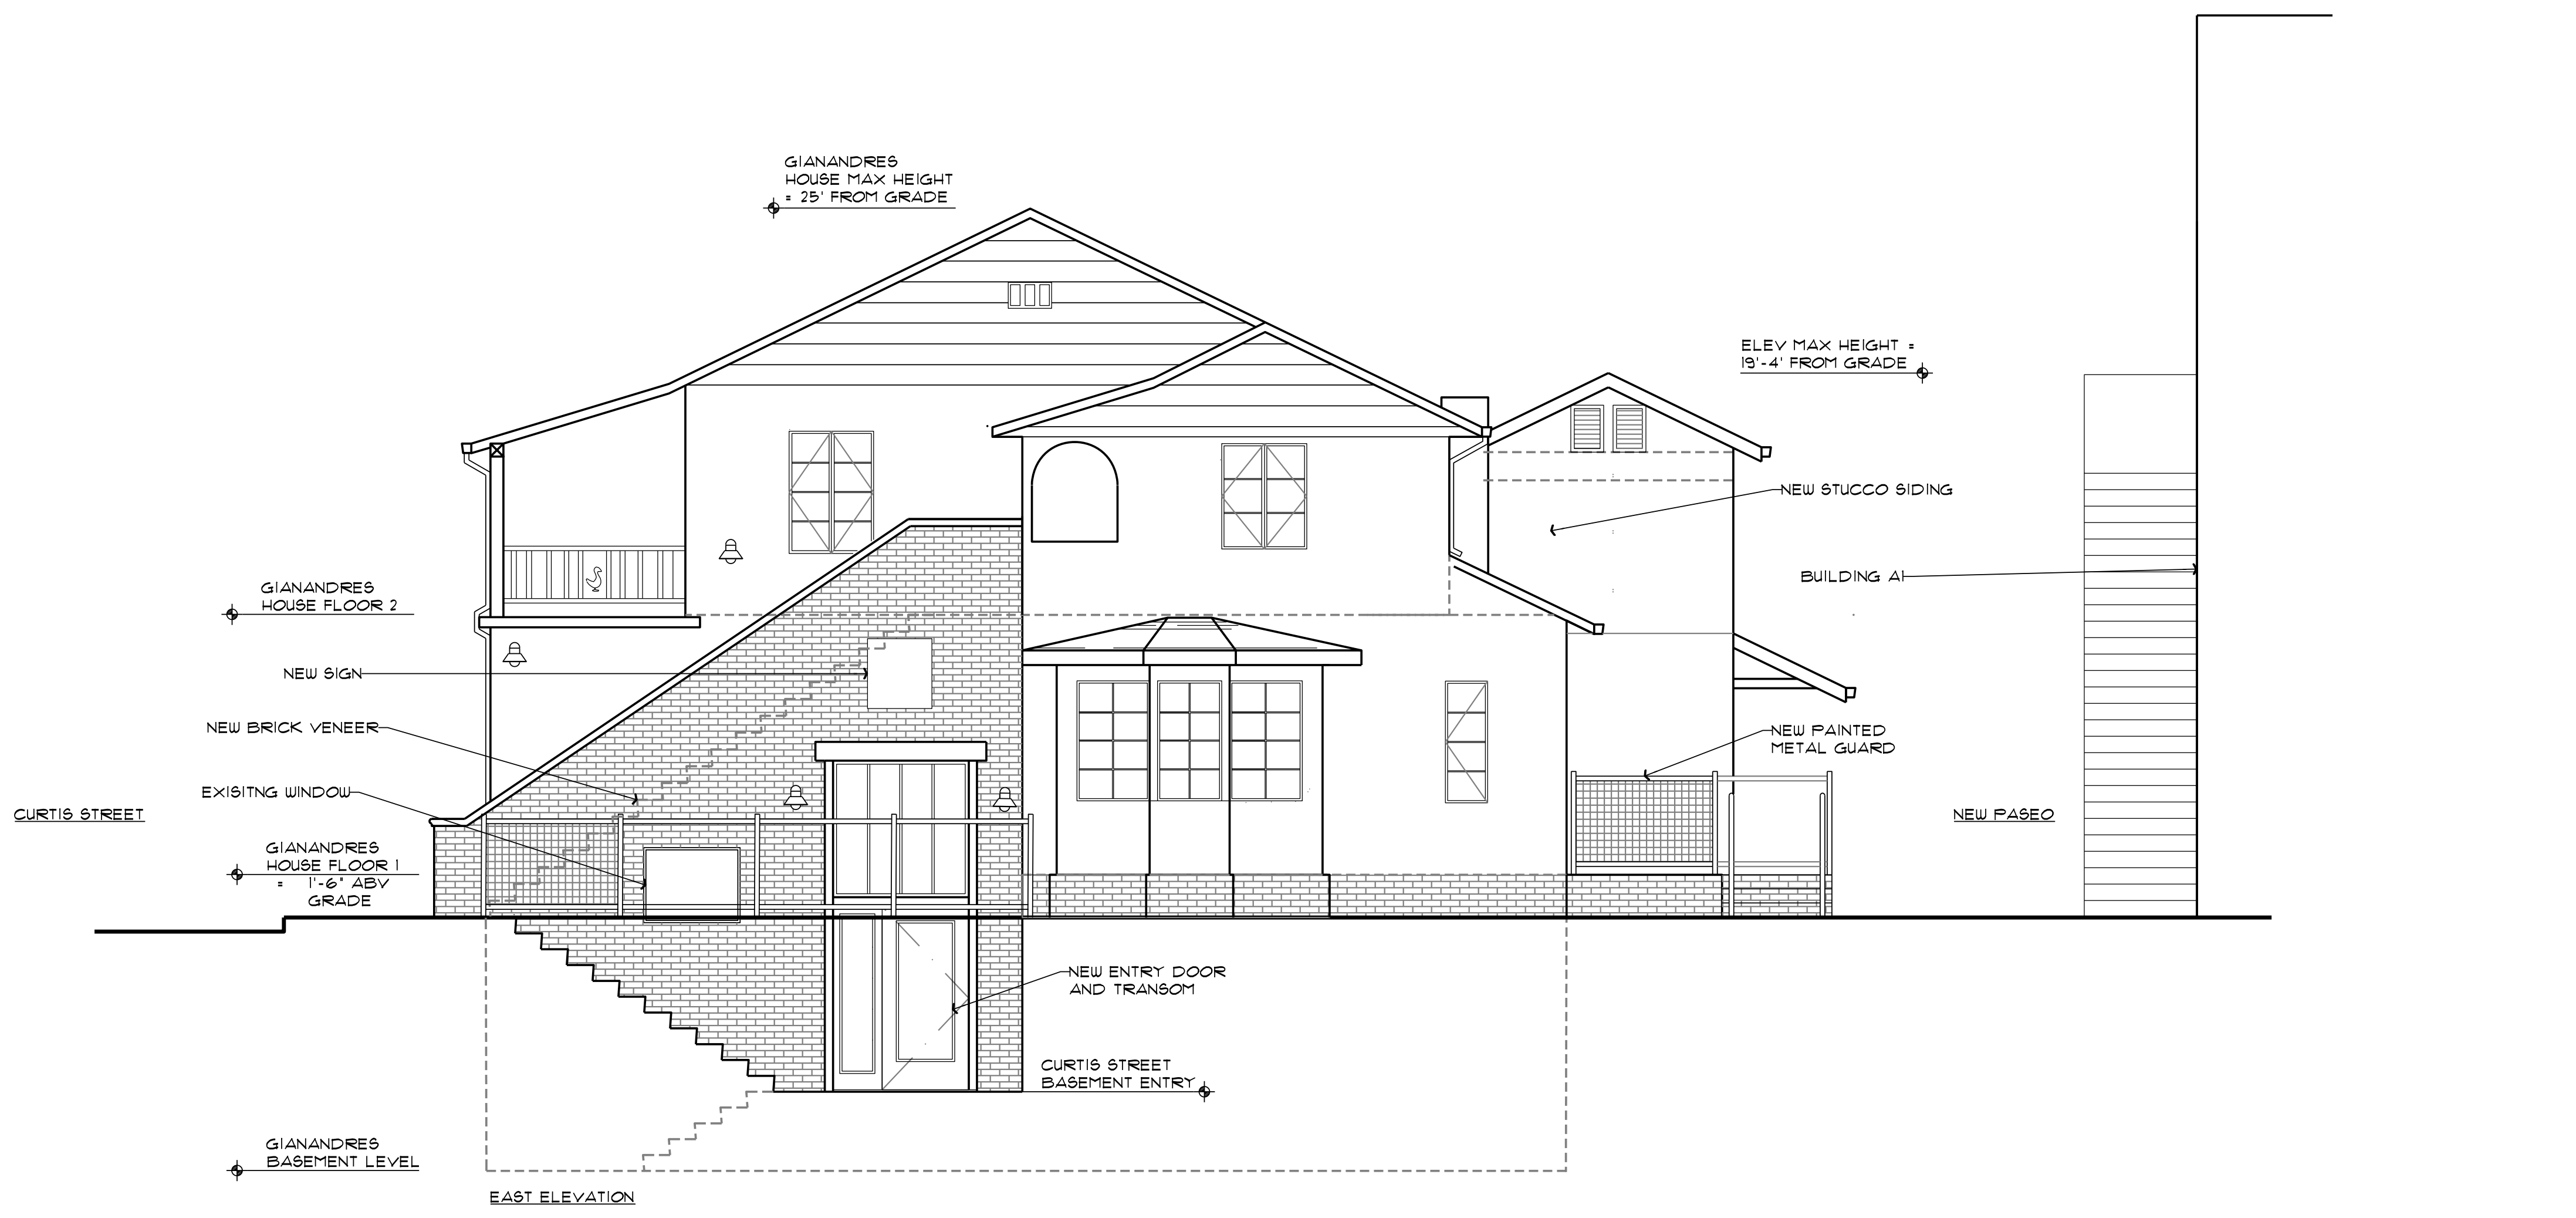 GIANANDRES
HOUSE MAX HEIGHT
= 25' FROM GRADE
ELEV MAX HEIGHT =
19'-4' FROM GRADE
NEW STUCCO SIDING
BUILDING A1
GIANANDRES
HOUSE FLOOR 2
NEW SIGN
NEW BRICK VENEER
NEW PAINTED
METAL GUARD
EXISITNG WINDOW
CURTIS STREET
NEW PASEO
GIANANDRES
HOUSE FLOOR 1
= 1'-6" ABV
GRADE
NEW ENTRY DOOR
AND TRANSOM
CURTIS STREET
BASEMENT ENTRY
GIANANDRES
BASEMENT LEVEL
EAST ELEVATION